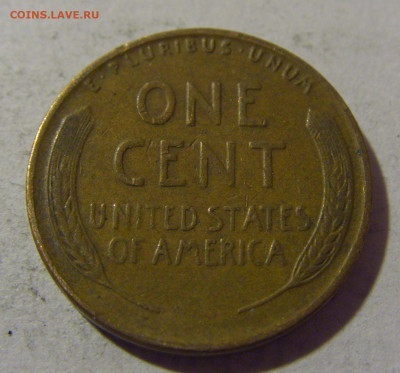 COINS.LAVE.RU
E·PLURIBUS·UNUM
ONE
CENT
UNITED STATES
OF AMERICA